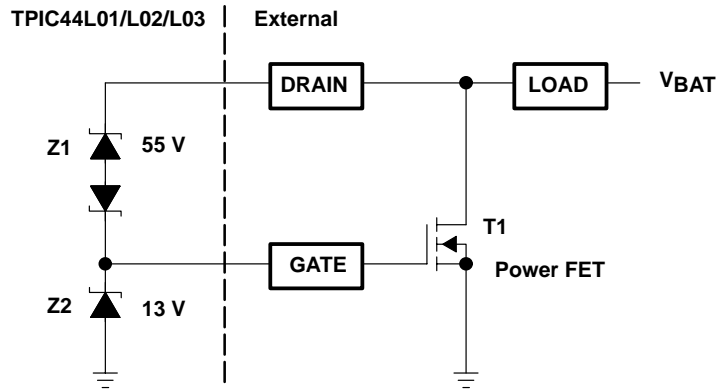 TPIC44L01/L02/L03 External
DRAIN LOAD VBAT
Z1 55 V
T1
GATE
Power FET
Z2 13 V